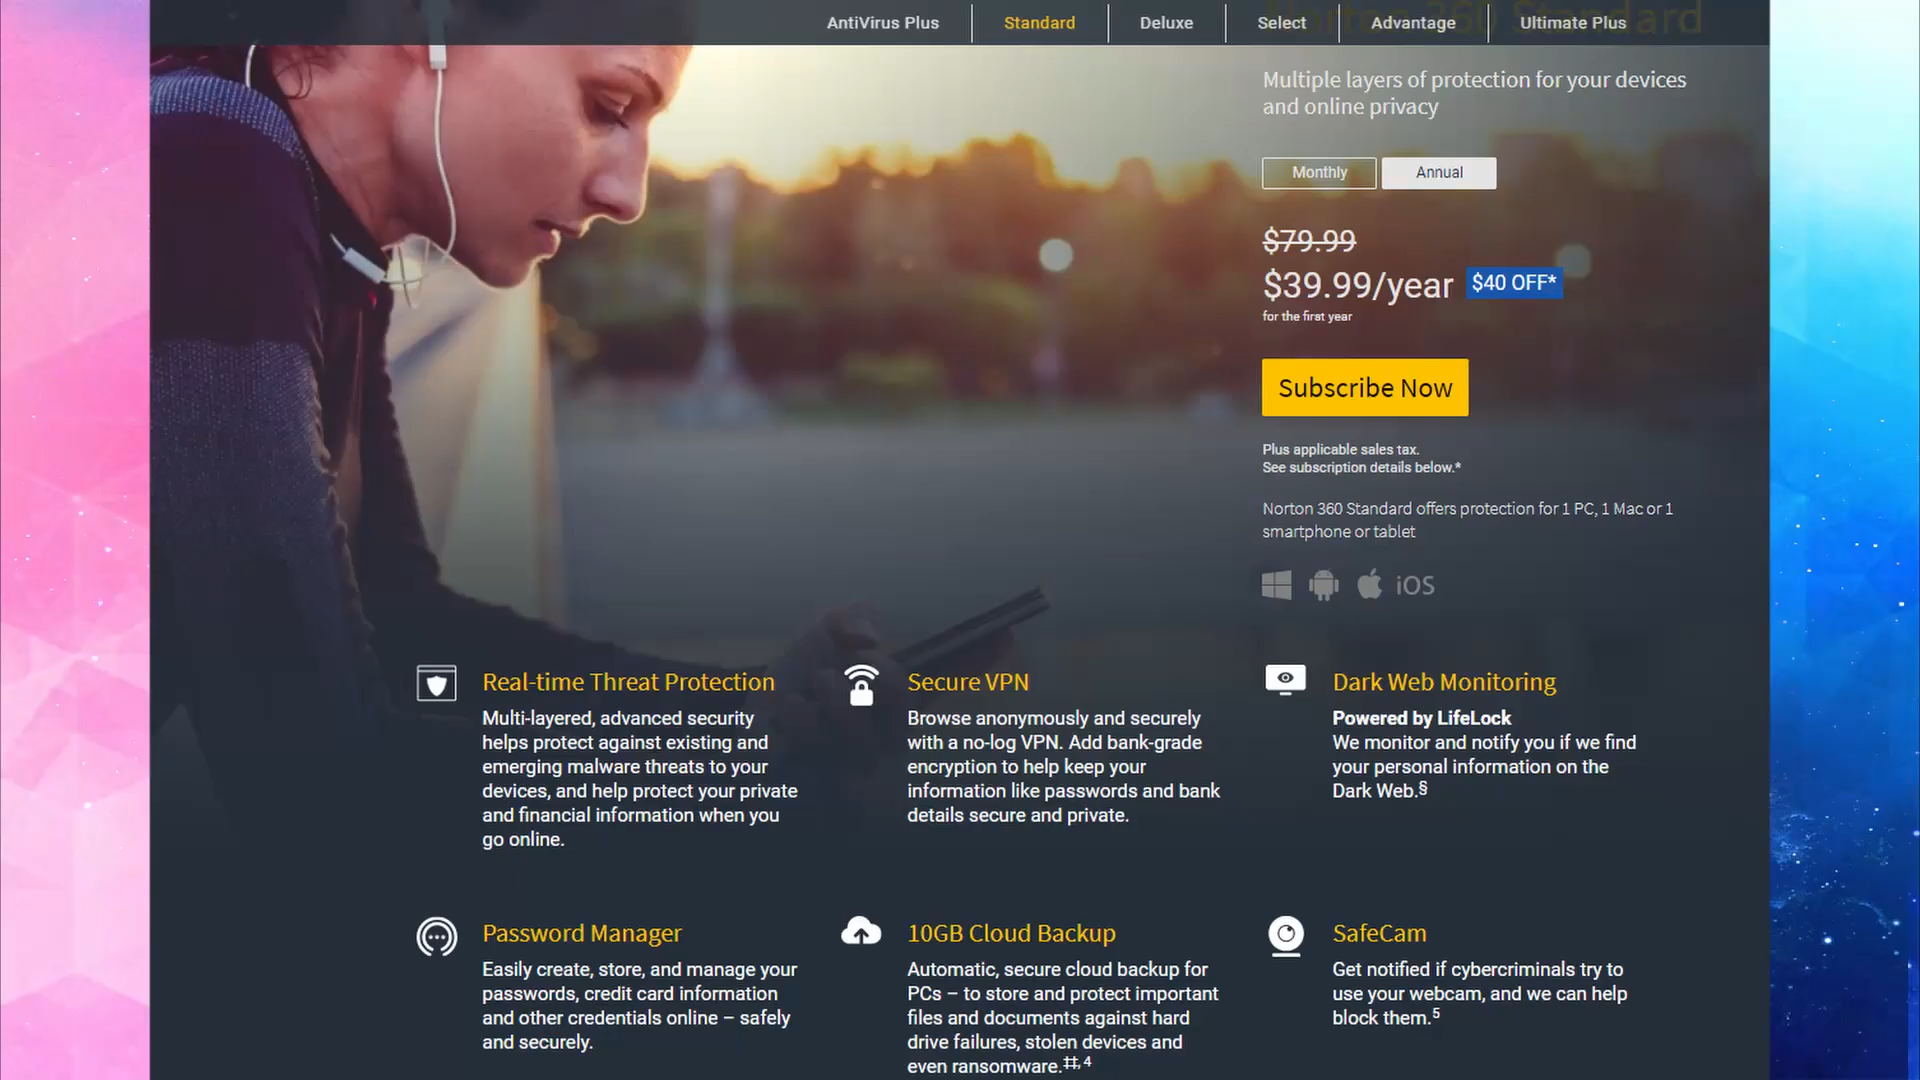 AntiVirus Plus
Standard
Deluxe
Select
Advantage
Ultimate Plus
Norton 360 Standard
Multiple layers of protection for your devices
and online privacy
Monthly
Annual
$79.99
$39.99/year
$40 OFF*
for the first year
Subscribe Now
Plus applicable sales tax.
See subscription details below.*
Norton 360 Standard offers protection for 1 PC, 1 Mac or 1
smartphone or tablet
iOS
Real-time Threat Protection
Multi-layered, advanced security
helps protect against existing and
emerging malware threats to your
devices, and help protect your private
and financial information when you
go online.
Secure VPN
Browse anonymously and securely
with a no-log VPN. Add bank-grade
encryption to help keep your
information like passwords and bank
details secure and private.
Dark Web Monitoring
Powered by LifeLock
We monitor and notify you if we find
your personal information on the
Dark Web.§
Password Manager
Easily create, store, and manage your
passwords, credit card information
and other credentials online – safely
and securely.
10GB Cloud Backup
Automatic, secure cloud backup for
PCs – to store and protect important
files and documents against hard
drive failures, stolen devices and
even ransomware.‡‡,4
SafeCam
Get notified if cybercriminals try to
use your webcam, and we can help
block them.5